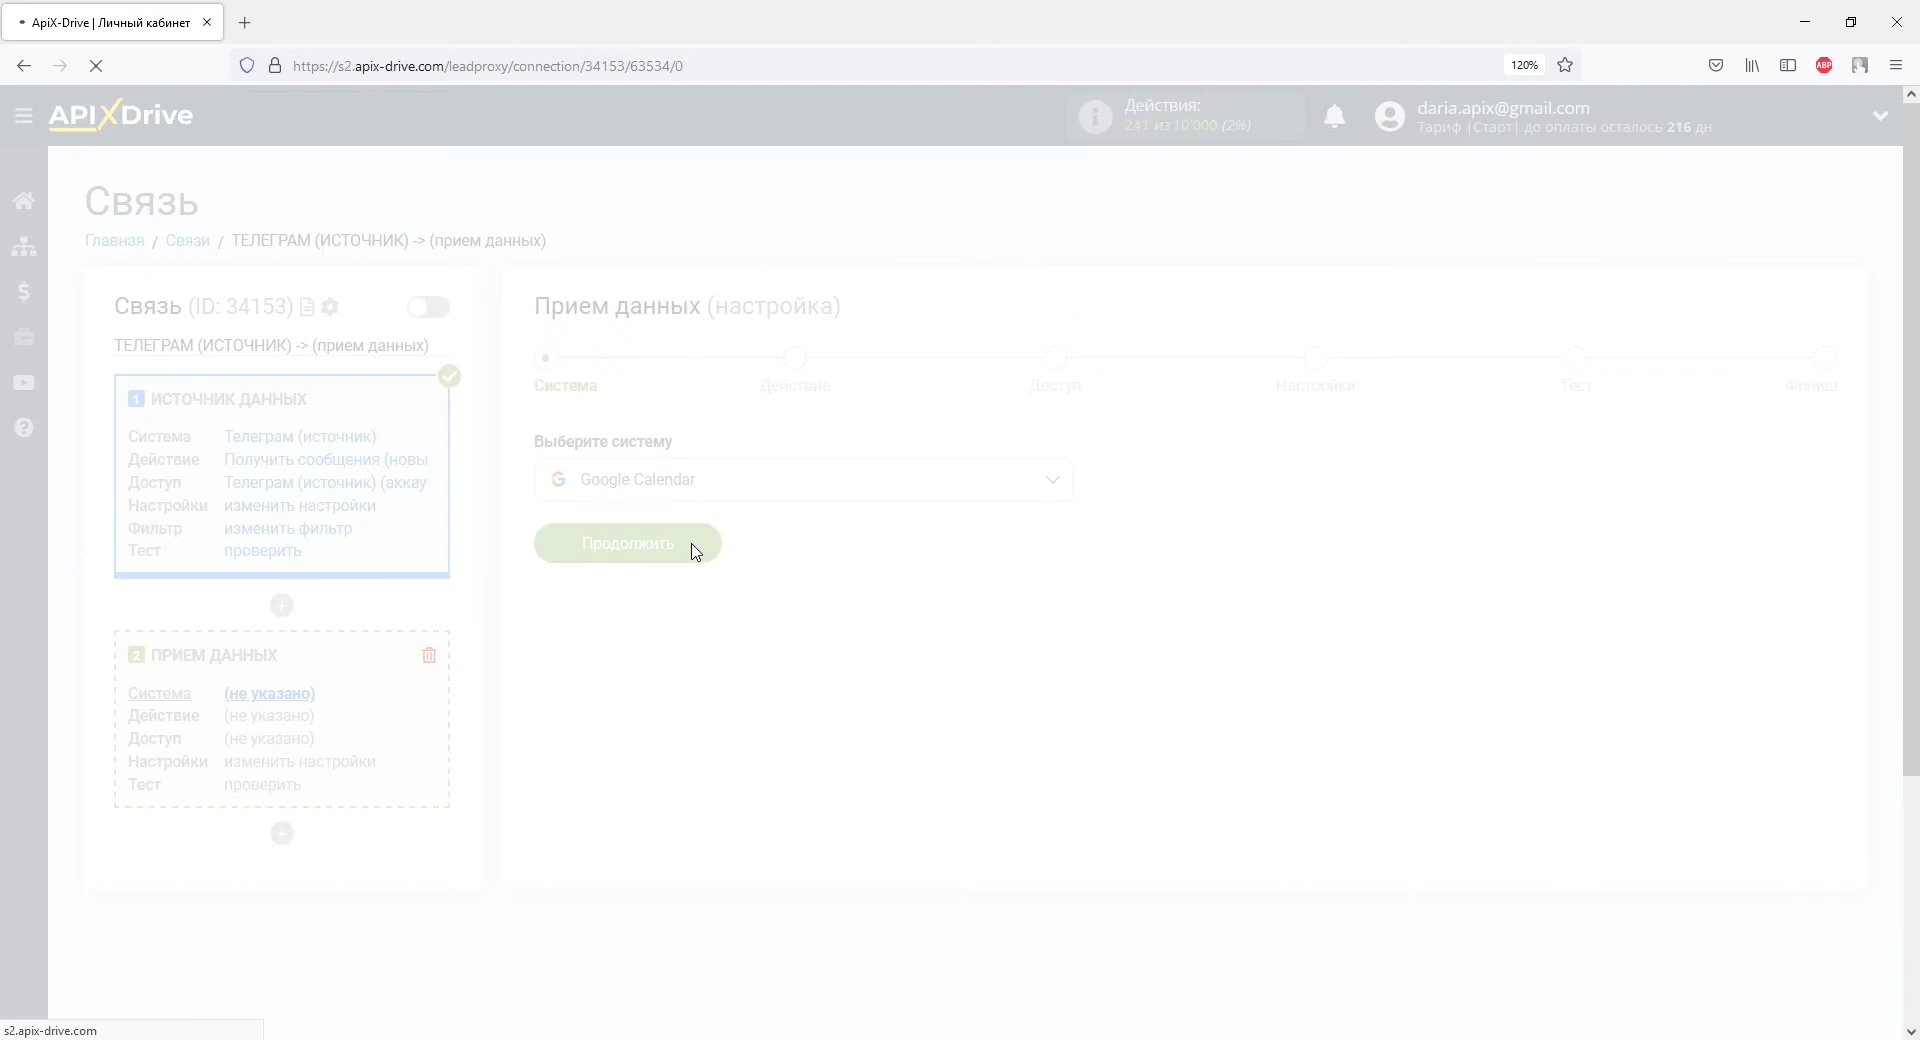 ApiX-Drive | Личный кабинет
https://s2.apix-drive.com/leadproxy/connection/34153/63534/0
120%
ABP
APIXDrive
Действия:
241 из 10'000 (2%)
daria.apix@gmail.com
Тариф |Старт| до оплаты осталось 216 дн
Связь
Главная / Связи / ТЕЛЕГРАМ (ИСТОЧНИК) -> (прием данных)
Связь (ID: 34153)
ТЕЛЕГРАМ (ИСТОЧНИК) -> (прием данных)
1 ИСТОЧНИК ДАННЫХ
Система Телеграм (источник)
Действие Получить сообщения (новы
Доступ Телеграм (источник) (аккау
Настройки изменить настройки
Фильтр изменить фильтр
Тест проверить
2 ПРИЕМ ДАННЫХ
Система (не указано)
Действие (не указано)
Доступ (не указано)
Настройки изменить настройки
Тест проверить
Прием данных (настройка)
Система Действие Доступ Настройки Тест Финиш
Выберите систему
Google Calendar
Продолжить
s2.apix-drive.com